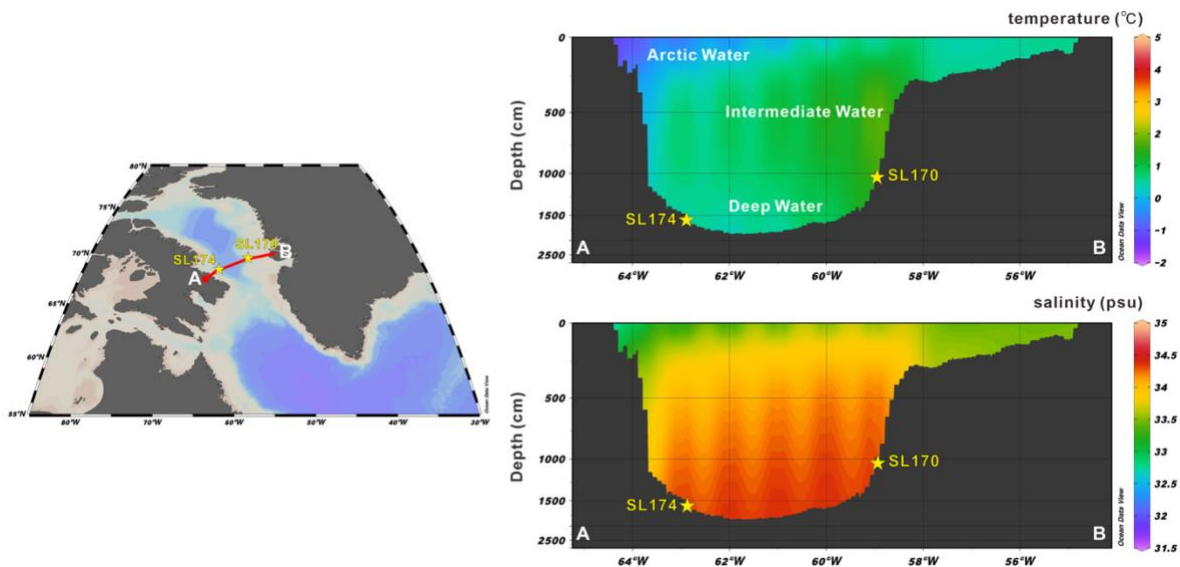 80°N
75°N
65°N
60°N
55°N
80°W
70°W
60°W
50°W
40°W
30°W
SL174
SL170
A
B
Ocean Data View
temperature (°C)
Depth (cm)
0
500
1000
1500
2500
Arctic Water
Intermediate Water
Deep Water
SL170
SL174
A
B
64°W
62°W
60°W
58°W
56°W
Ocean Data View
5
4
3
2
1
0
−1
−2
salinity (psu)
Depth (cm)
0
500
1000
1500
2500
SL170
SL174
A
B
64°W
62°W
60°W
58°W
56°W
Ocean Data View
35
34.5
34
33.5
33
32.5
32
31.5